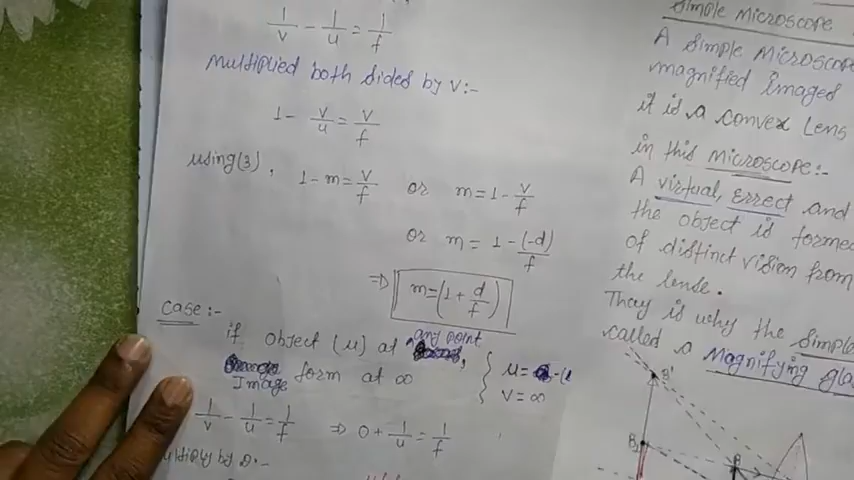 1/v - 1/u = 1/f
Multiplied both sides by v:-
1 - v/u = v/f
using(3), 1-m = v/f or m = 1 - v/f
or m = 1 - (-d)/f
⇒ m = (1 + d/f)
Case:-
if object (u) at any point,
Image form at ∞
{ u = -u
v = ∞
1/v - 1/u = 1/f ⇒ 0 + 1/u = 1/f
Simple Microscope
A Simple Microscope
magnified imaged
it is a convex Lens
in this microscope:-
A virtual, Errect and
the object is formed
of distinct vision from
the lense.
Thay is why the simple
called a Magnifying gla
B'
B